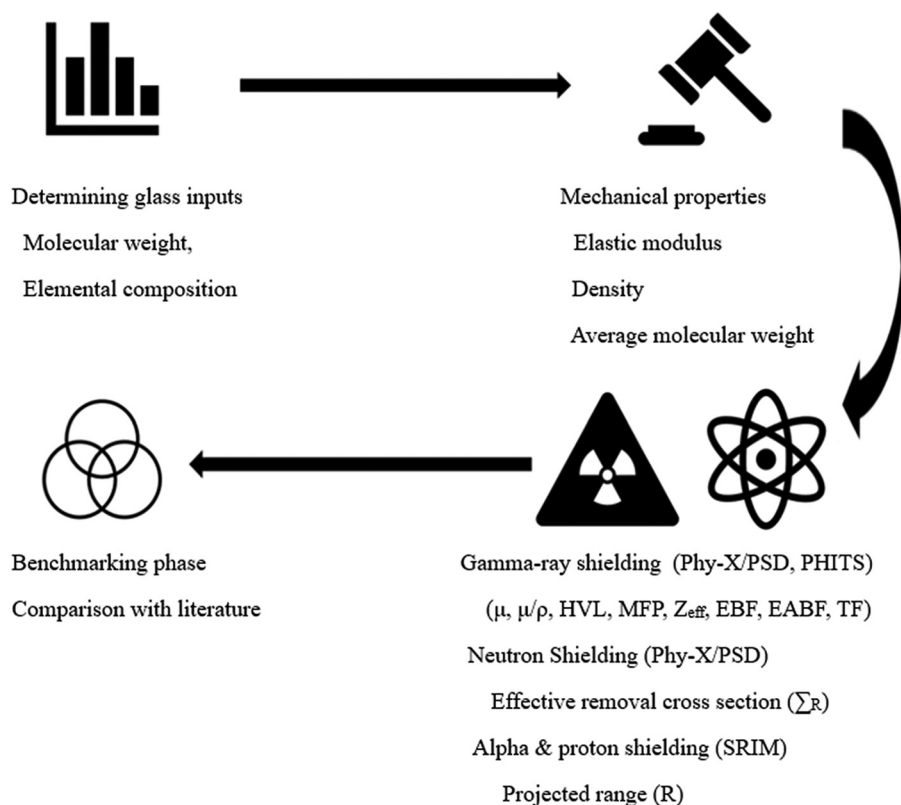 Determining glass inputs
Molecular weight,
Elemental composition
Mechanical properties
Elastic modulus
Density
Average molecular weight
Gamma-ray shielding (Phy-X/PSD, PHITS)
(μ, μ/ρ, HVL, MFP, Zeff, EBF, EABF, TF)
Neutron Shielding (Phy-X/PSD)
Effective removal cross section (∑R)
Alpha & proton shielding (SRIM)
Projected range (R)
Benchmarking phase
Comparison with literature